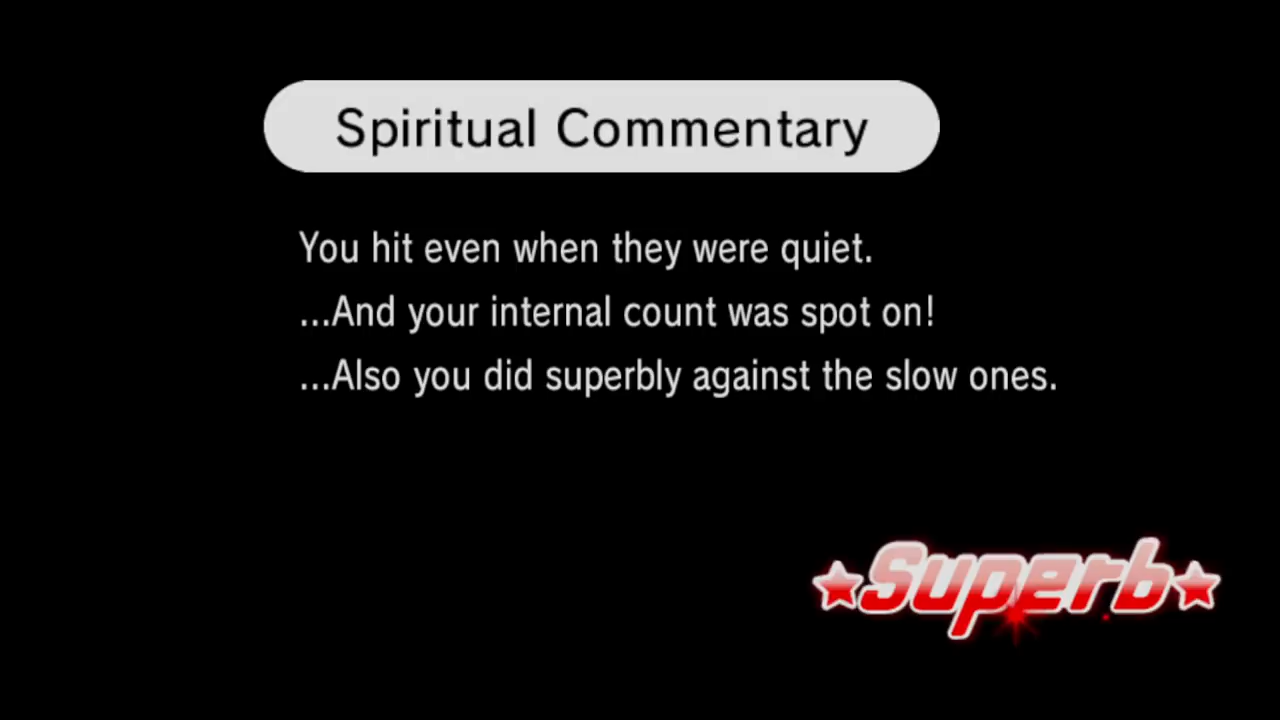 Spiritual Commentary
You hit even when they were quiet.
...And your internal count was spot on!
...Also you did superbly against the slow ones.
Superb